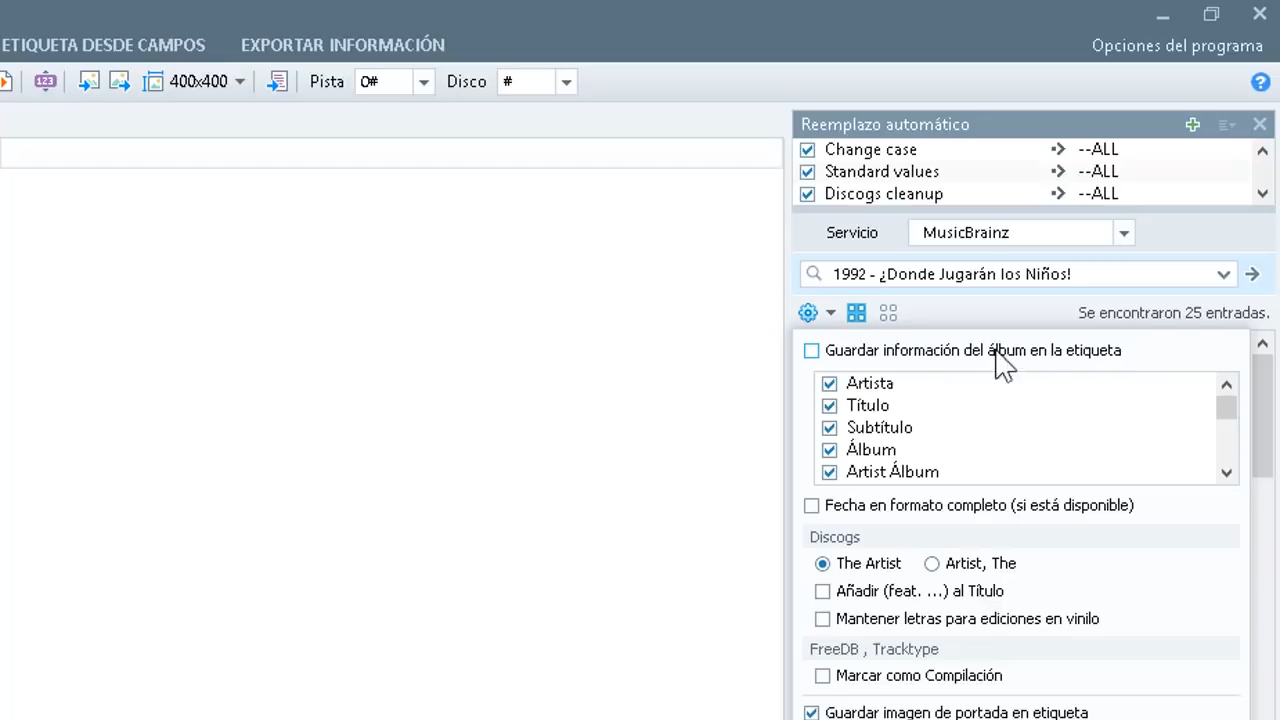 ETIQUETA DESDE CAMPOS EXPORTAR INFORMACIÓN Opciones del programa
123 400x400 Pista 0# Disco # ?
Reemplazo automático
Change case --ALL
Standard values --ALL
Discogs cleanup --ALL
Servicio MusicBrainz
1992 - ¿Donde Jugarán los Niños!
Se encontraron 25 entradas.
Guardar información del álbum en la etiqueta
Artista
Título
Subtítulo
Álbum
Artist Álbum
Fecha en formato completo (si está disponible)
Discogs
The Artist Artist, The
Añadir (feat. ...) al Título
Mantener letras para ediciones en vinilo
FreeDB , Tracktype
Marcar como Compilación
Guardar imagen de portada en etiqueta